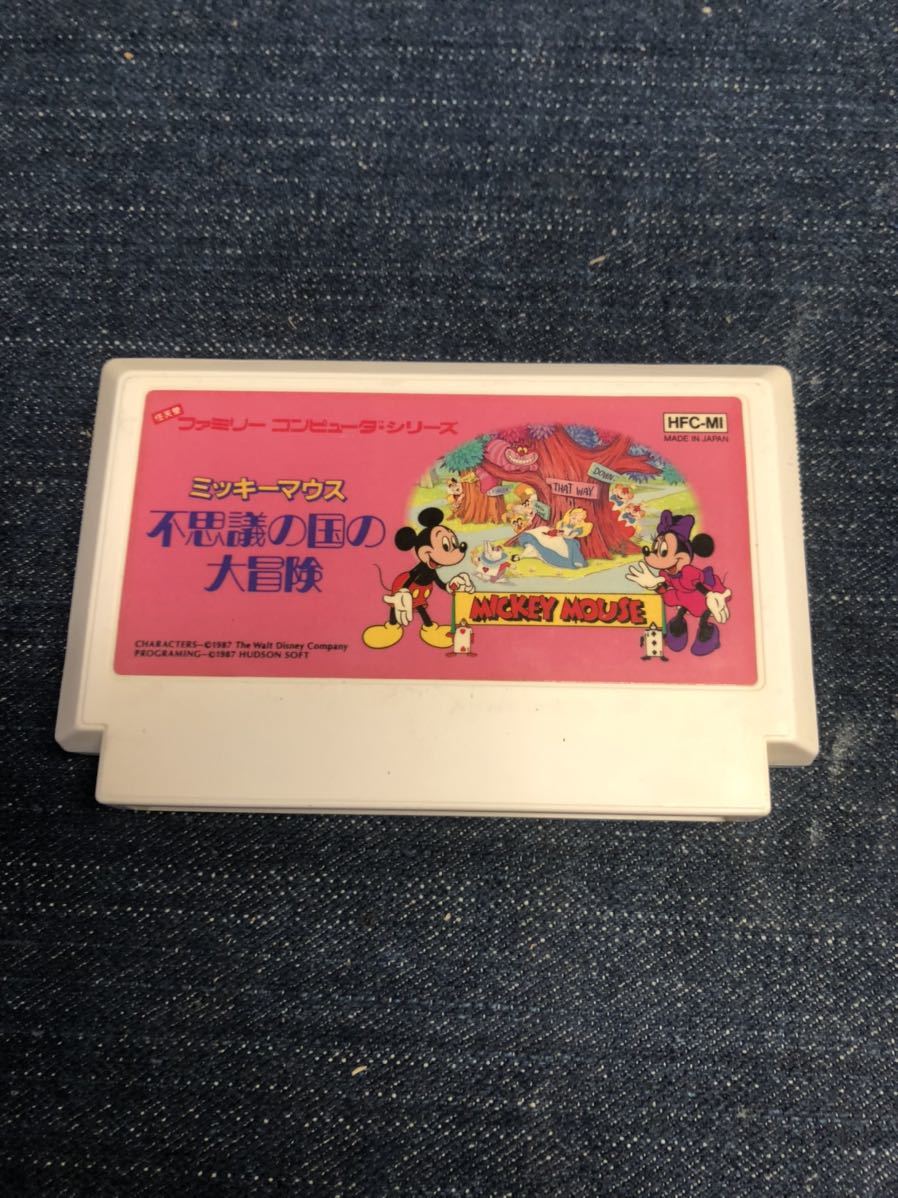 任天堂
ファミリー コンピュータ・シリーズ
HFC-MI
MADE IN JAPAN
ミッキーマウス
不思議の国の
大冒険
THAT WAY
DOWN
MICKEY MOUSE
CHARACTERS—©1987 The Walt Disney Company
PROGRAMING—©1987 HUDSON SOFT